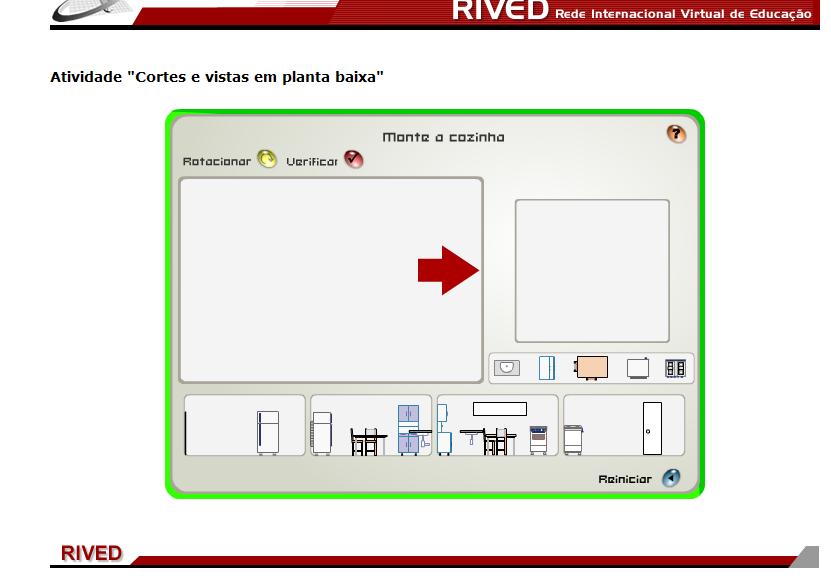 RIVED Rede Internacional Virtual de Educação
Atividade "Cortes e vistas em planta baixa"
Monte a cozinha
?
Rotacionar Verificar
Reiniciar
RIVED